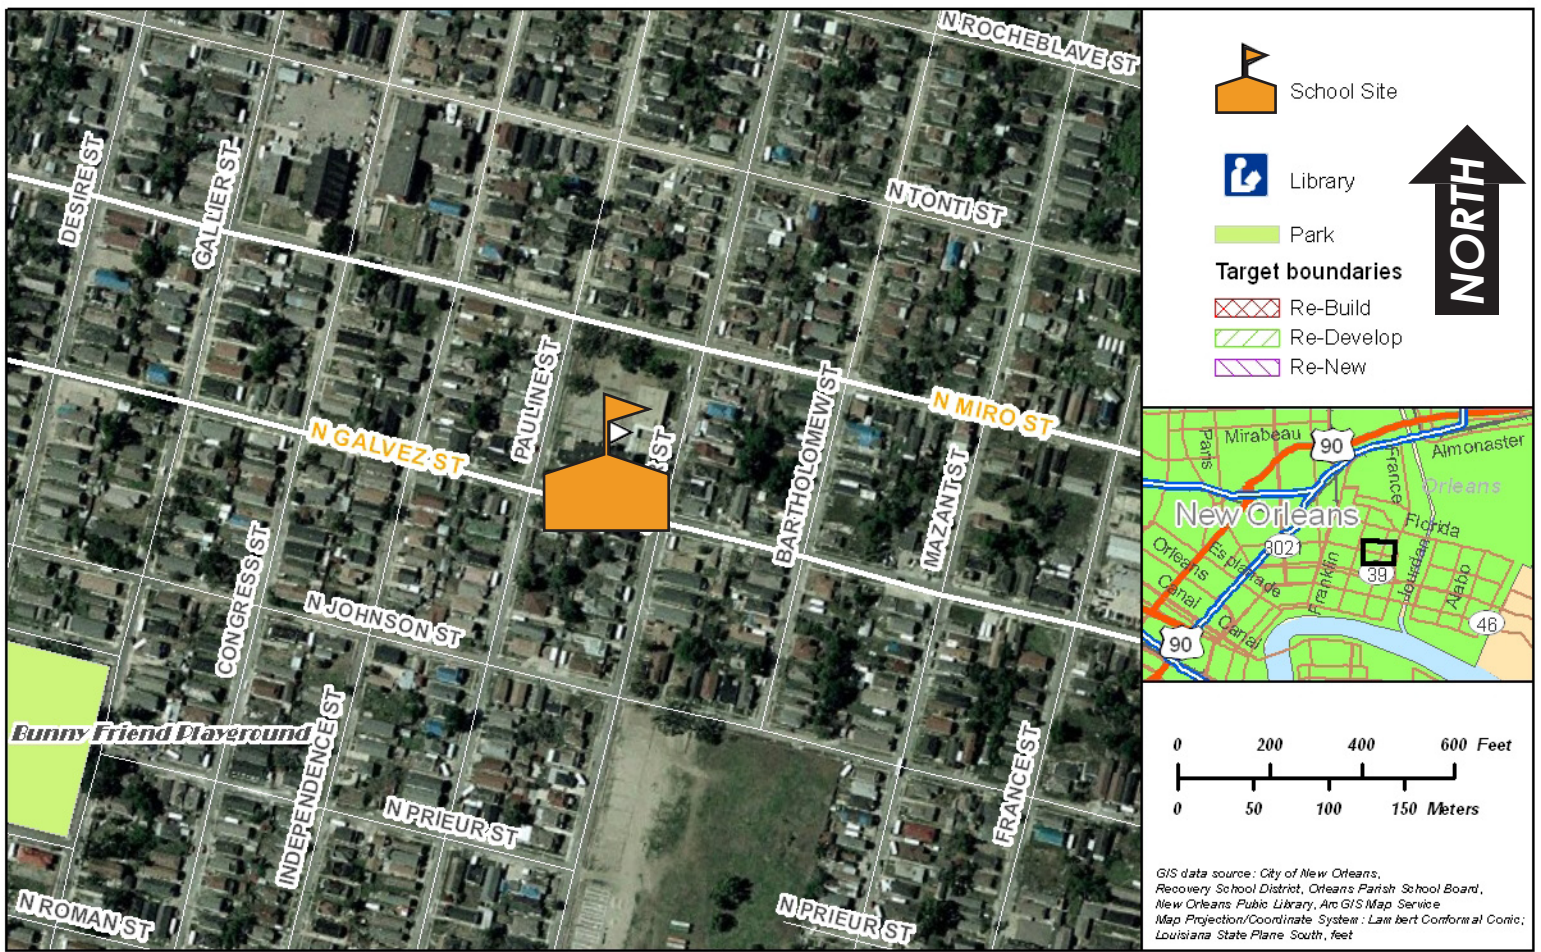 N ROCHEBLAVE ST
DESIRE ST
GALLIER ST
N TONTI ST
PAULINE ST
N MIRO ST
N GALVEZ ST
ST
BARTHOLOMEW ST
MAZANT ST
CONGRESS ST
N JOHNSON ST
Bunny Friend Playground
INDEPENDENCE ST
FRANCE ST
N PRIEUR ST
N PRIEUR ST
N ROMAN ST
School Site
Library
Park
Target boundaries
Re-Build
Re-Develop
Re-New
NORTH
Paris
Mirabeau
90
France
Almonaster
Orleans
New Orleans
Florida
3021
Orleans
Esplanade
Franklin
39
Jourdan
Alabo
Canal
Canal
46
90
0 200 400 600 Feet
0 50 100 150 Meters
GIS data source: City of New Orleans,
Recovery School District, Orleans Parish School Board,
New Orleans Pubic Library, ArcGIS Map Service
Map Projection/Coordinate System: Lambert Conformal Conic;
Louisiana State Plane South, feet